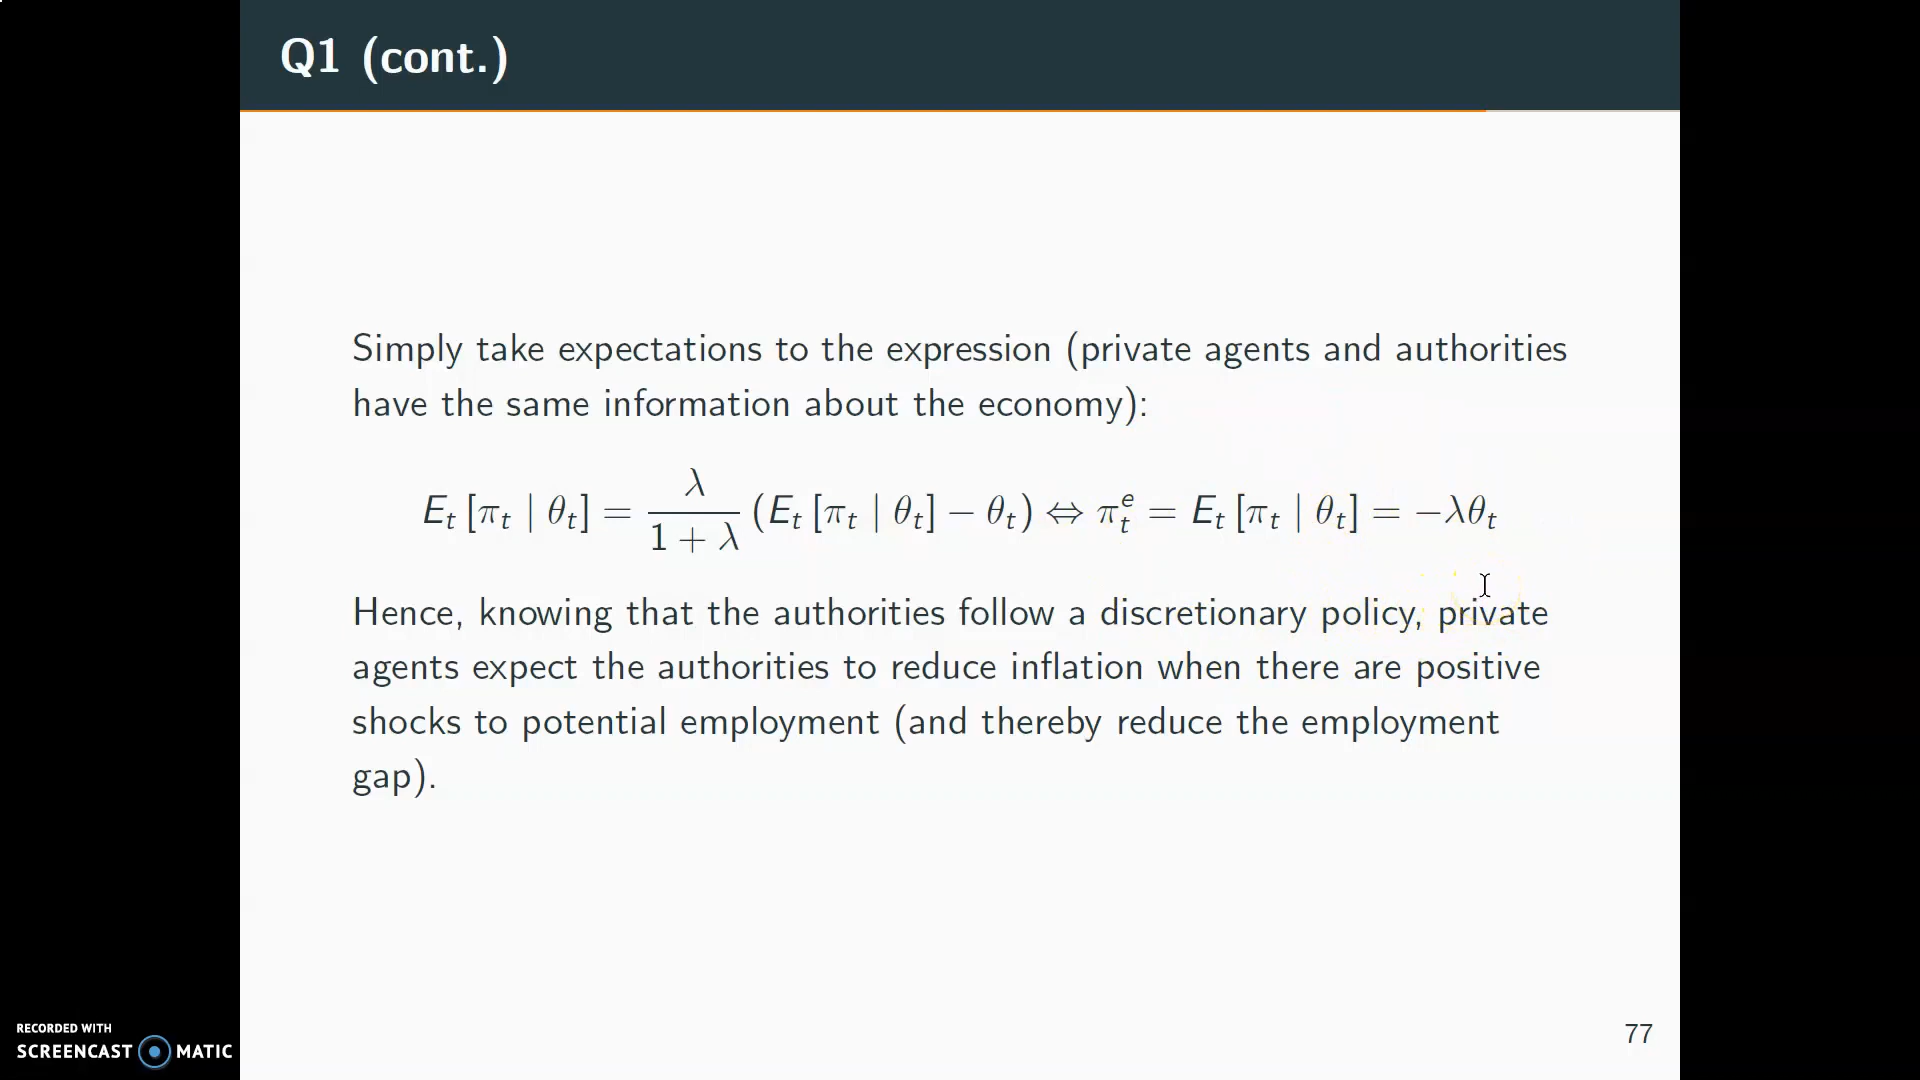 Q1 (cont.)
Simply take expectations to the expression (private agents and authorities
have the same information about the economy):
E_t [π_t | θ_t] = λ / (1 + λ) (E_t [π_t | θ_t] − θ_t) ⇔ π_t^e = E_t [π_t | θ_t] = −λθ_t
Hence, knowing that the authorities follow a discretionary policy, private
agents expect the authorities to reduce inflation when there are positive
shocks to potential employment (and thereby reduce the employment
gap).
77
RECORDED WITH
SCREENCAST MATIC